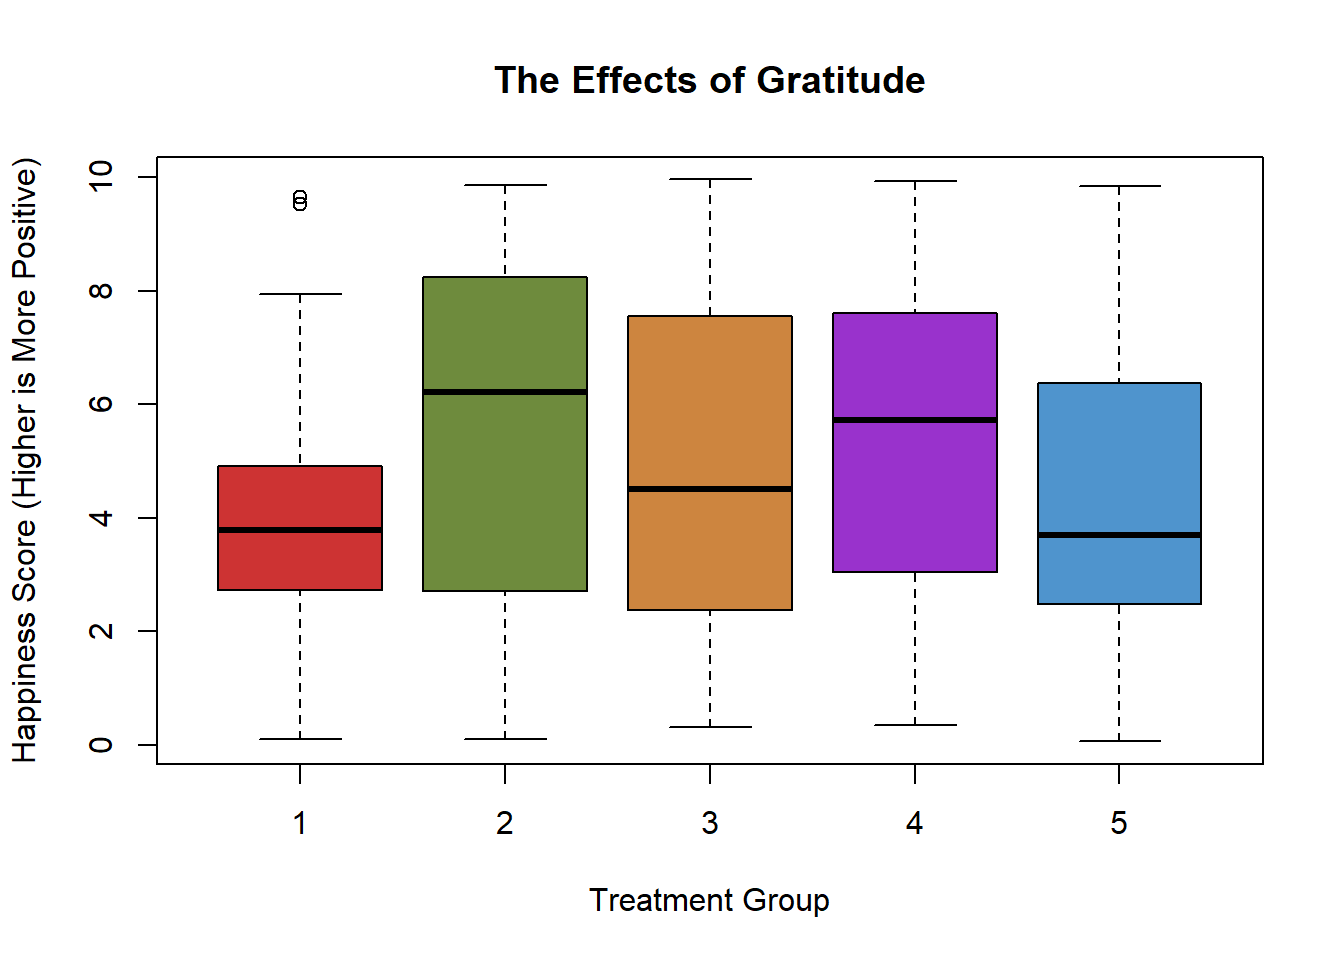 The Effects of Gratitude
Happiness Score (Higher is More Positive)
10
8
6
4
2
0
1 2 3 4 5
Treatment Group